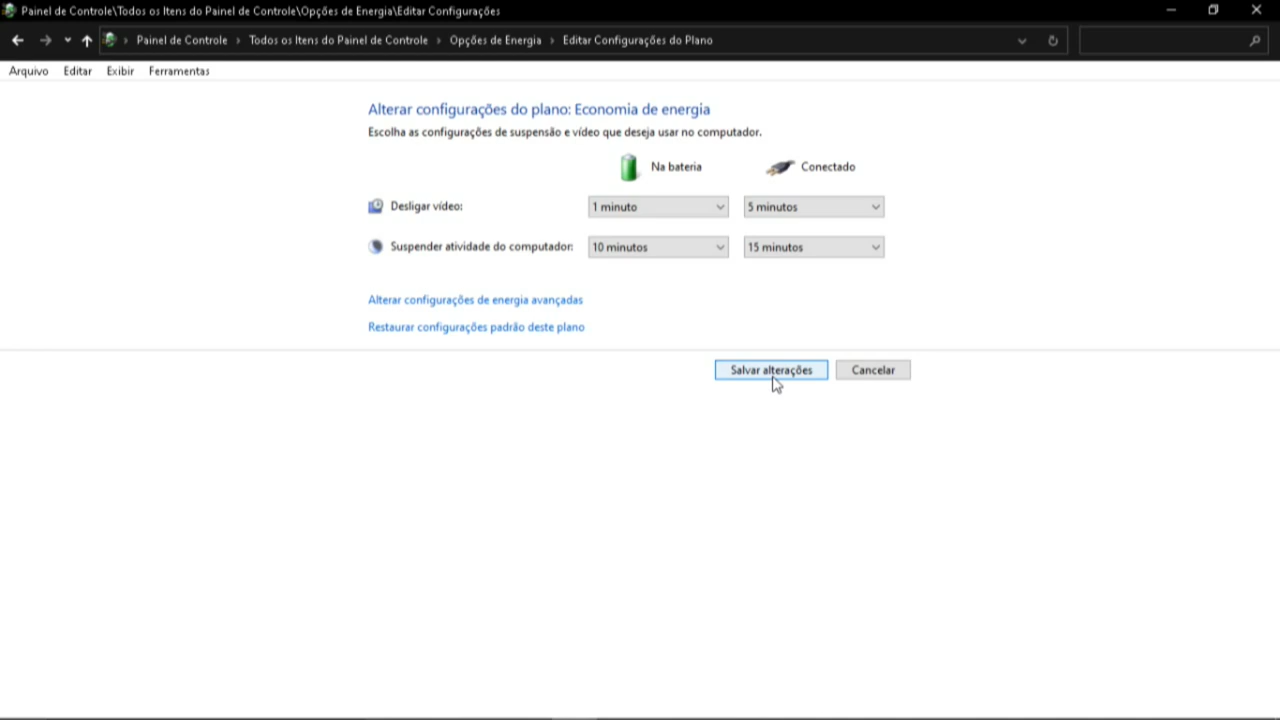 Painel de Controle\Todos os Itens do Painel de Controle\Opções de Energia\Editar Configurações
Painel de Controle › Todos os Itens do Painel de Controle › Opções de Energia › Editar Configurações do Plano
Arquivo Editar Exibir Ferramentas
Alterar configurações do plano: Economia de energia
Escolha as configurações de suspensão e vídeo que deseja usar no computador.
Na bateria Conectado
Desligar vídeo: 1 minuto 5 minutos
Suspender atividade do computador: 10 minutos 15 minutos
Alterar configurações de energia avançadas
Restaurar configurações padrão deste plano
Salvar alterações Cancelar